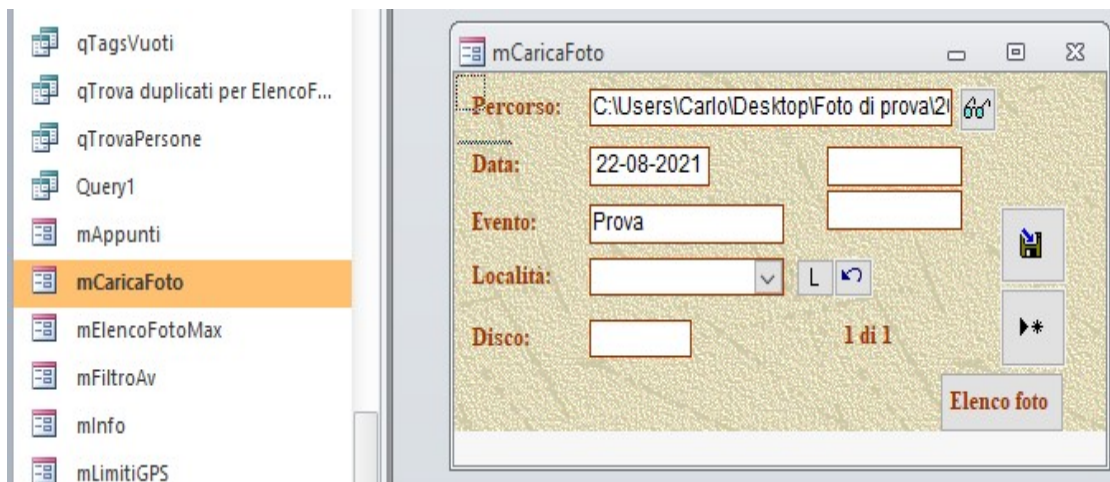 qTagsVuoti
qTrova duplicati per ElencoF...
qTrovaPersone
Query1
mAppunti
mCaricaFoto
mElencoFotoMax
mFiltroAv
mInfo
mLimitiGPS
mCaricaFoto
Percorso: C:\Users\Carlo\Desktop\Foto di prova\20
Data: 22-08-2021
Evento: Prova
Località: L
Disco: 1 di 1
Elenco foto